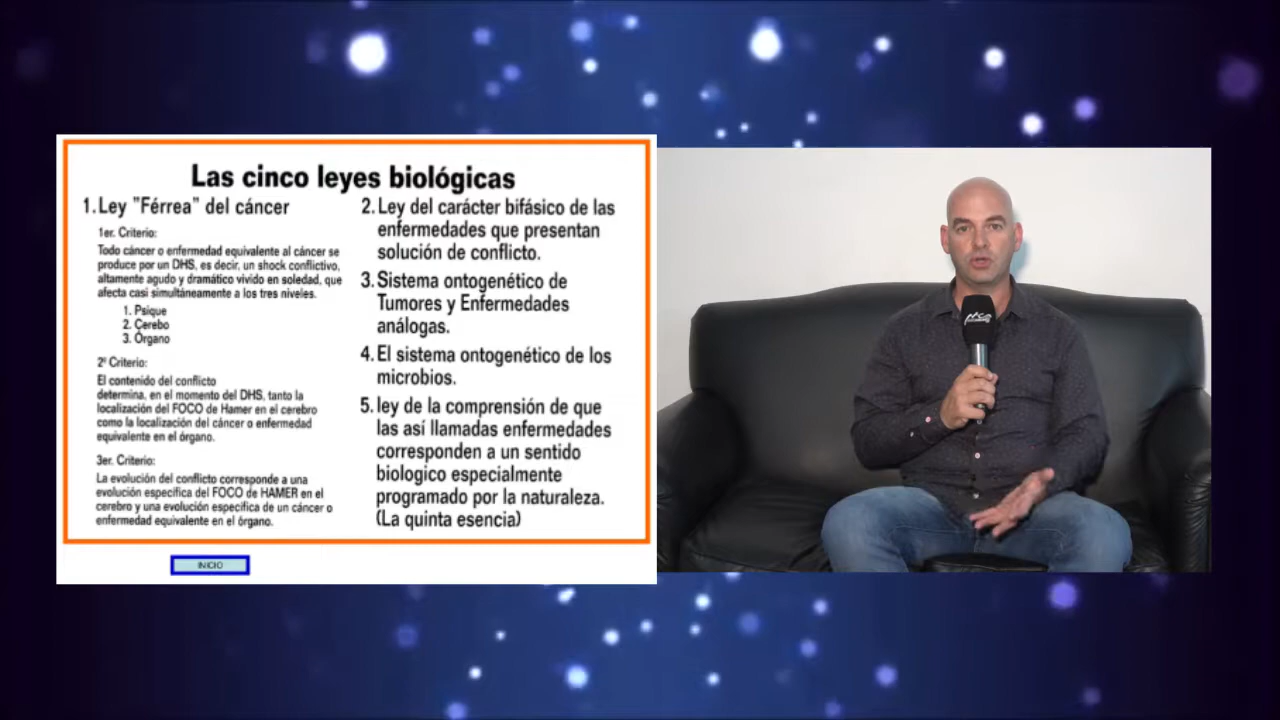 Las cinco leyes biológicas
1. Ley "Férrea" del cáncer
1er. Criterio:
Todo cáncer o enfermedad equivalente al cáncer se
produce por un DHS, es decir, un shock conflictivo,
altamente agudo y dramático vivido en soledad, que
afecta casi simultáneamente a los tres niveles.
1. Psique
2. Cerebo
3. Órgano
2º Criterio:
El contenido del conflicto
determina, en el momento del DHS, tanto la
localización del FOCO de Hamer en el cerebro
como la localización del cáncer o enfermedad
equivalente en el órgano.
3er. Criterio:
La evolución del conflicto corresponde a una
evolución especifica del FOCO de HAMER en el
cerebro y una evolución especifica de un cáncer o
enfermedad equivalente en el órgano.
2. Ley del carácter bifásico de las
enfermedades que presentan
solución de conflicto.
3. Sistema ontogenético de
Tumores y Enfermedades
análogas.
4. El sistema ontogenético de los
microbios.
5. ley de la comprensión de que
las así llamadas enfermedades
corresponden a un sentido
biologico especialmente
programado por la naturaleza.
(La quinta esencia)
INICIO